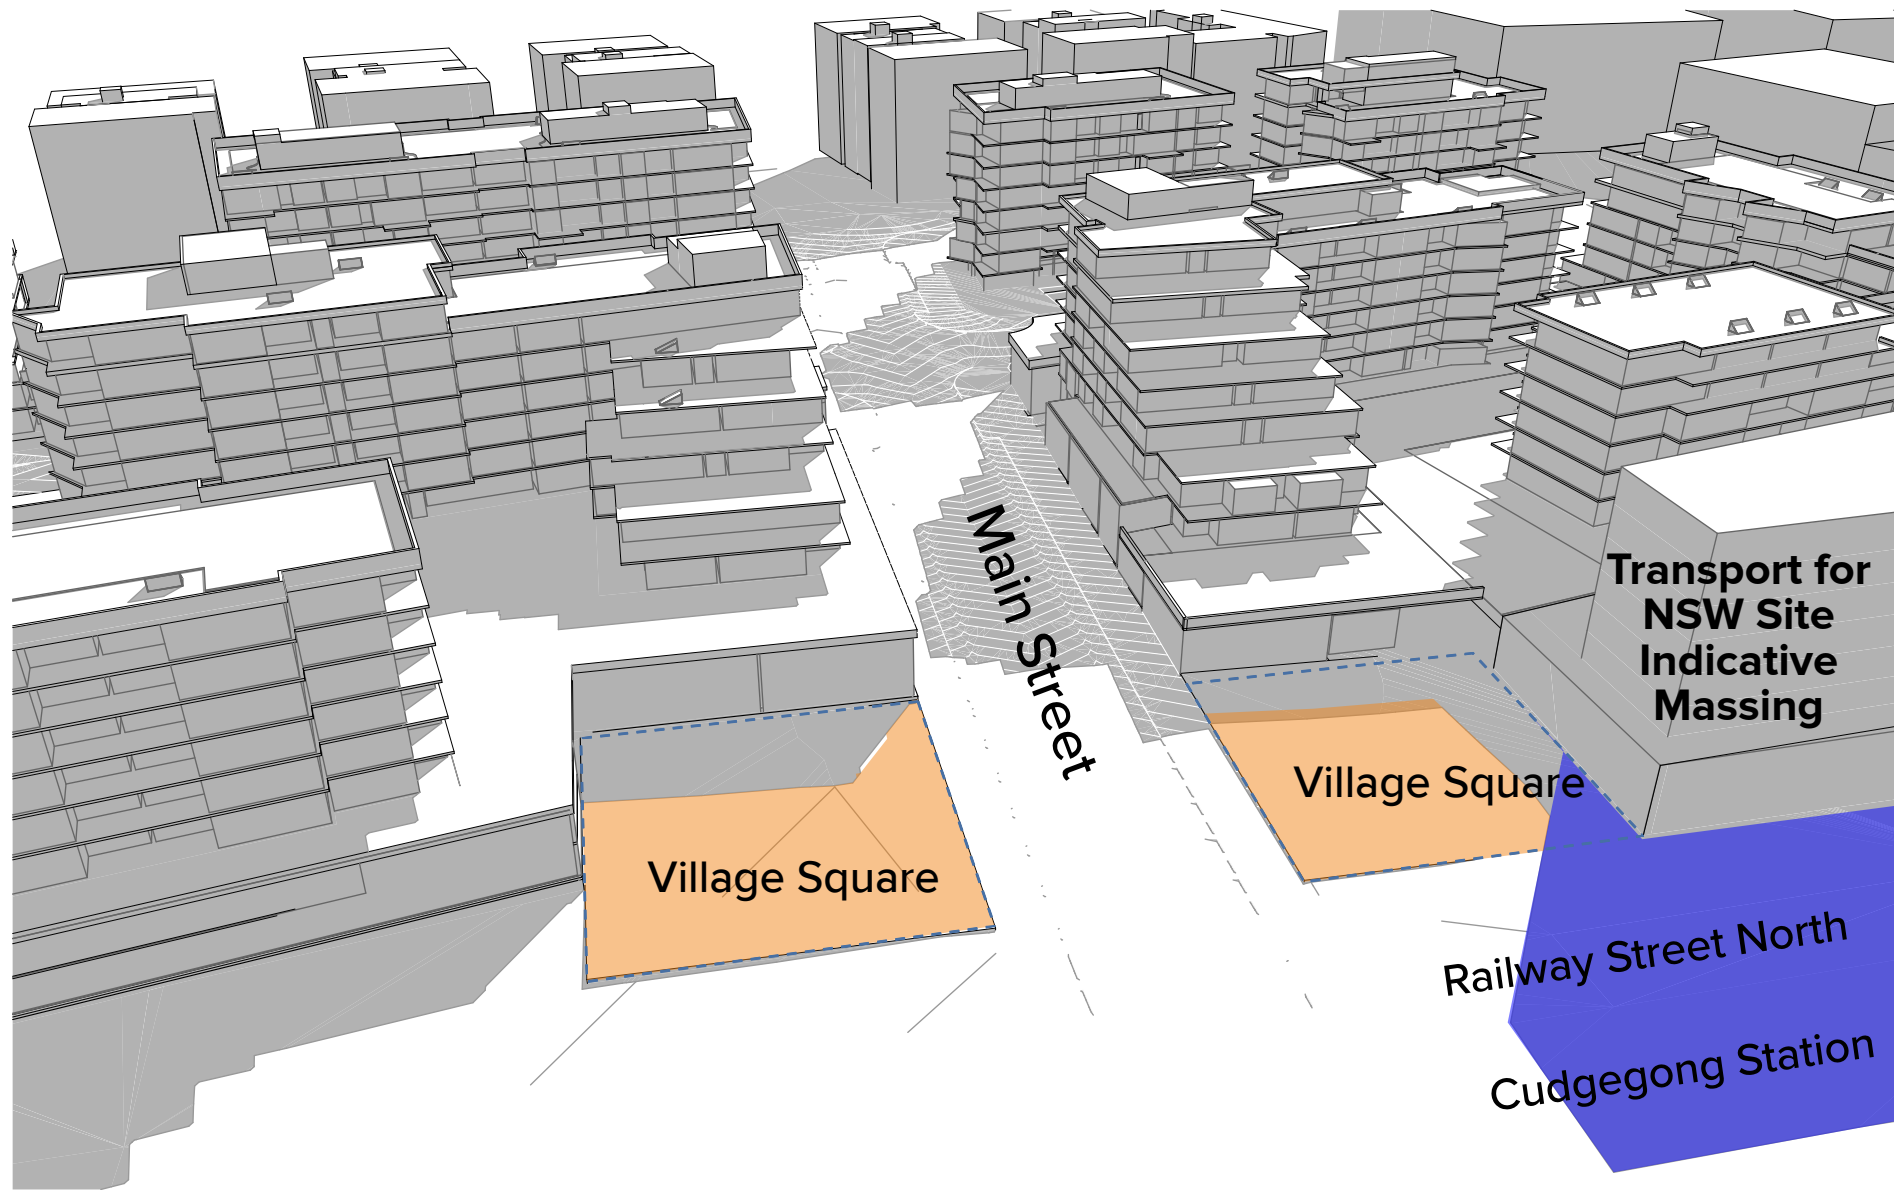 Main Street
Transport for
NSW Site
Indicative
Massing
Village Square
Village Square
Railway Street North
Cudgegong Station